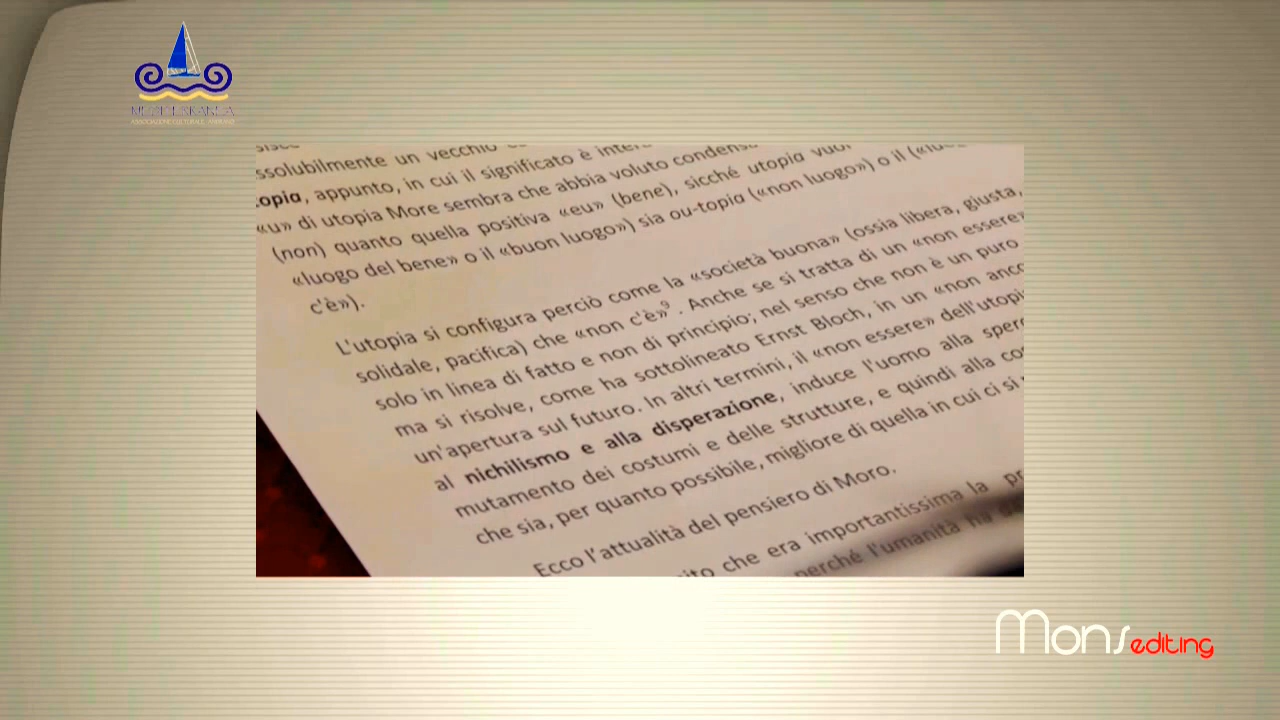 MEDITERRANEA
ssolubilmente un vecchio
topia, appunto, in cui il significato è
«u» di utopia More sembra che abbia voluto
(non) quanto quella positiva «eu» (bene), sicché utopia vuol
«luogo del bene» o il «buon luogo») sia ou-topia («non luogo») o il
c'è»).
L'utopia si configura perciò come la «società buona» (ossia libera, giusta,
solidale, pacifica) che «non c'è»⁹ . Anche se si tratta di un «non essere»
solo in linea di fatto e non di principio; nel senso che non è un puro
ma si risolve, come ha sottolineato Ernst Bloch, in un «non anco
un'apertura sul futuro. In altri termini, il «non essere» dell'utopi
al nichilismo e alla disperazione, induce l'uomo alla sper
mutamento dei costumi e delle strutture, e quindi alla co
che sia, per quanto possibile, migliore di quella in cui ci si
Ecco l'attualità del pensiero di Moro.
ito che era importantissima la pr
perché l'umanità ha
Mons editing